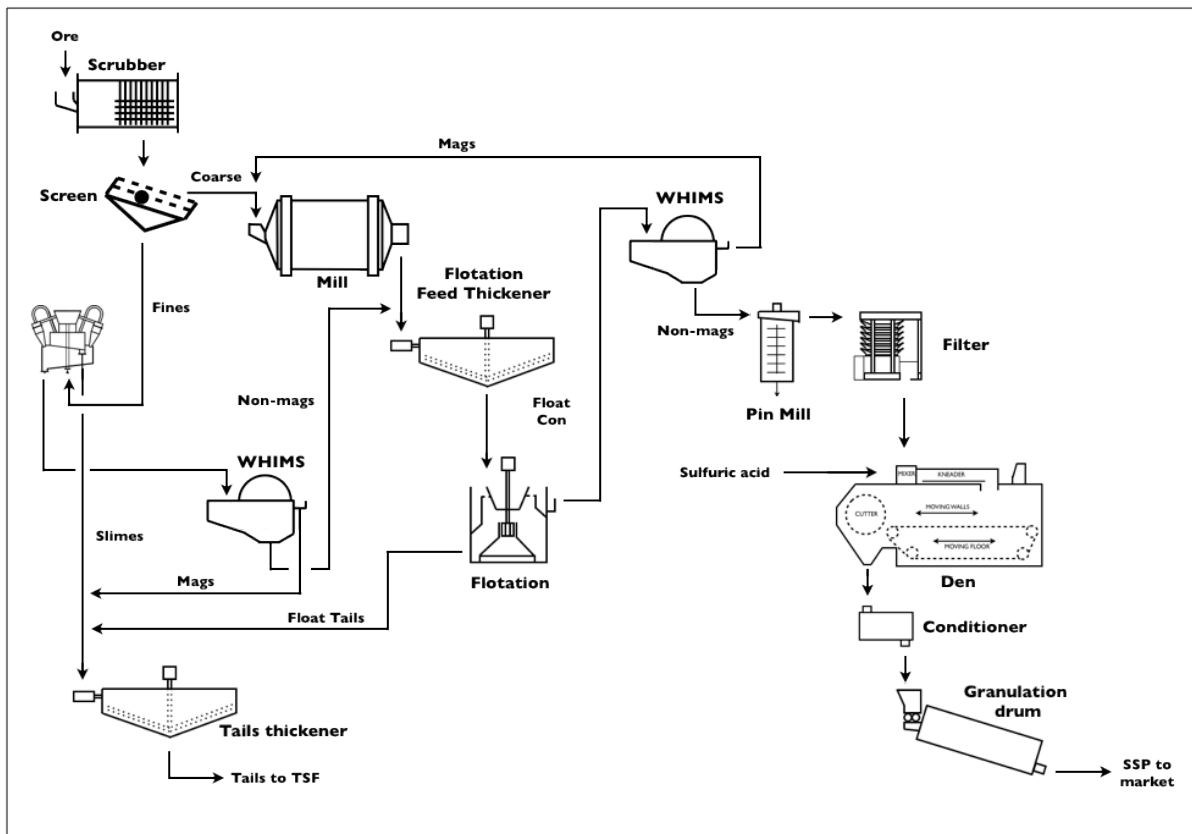 Ore
Scrubber
Mags
Coarse
Screen
WHIMS
Mill
Flotation
Feed Thickener
Fines
Non-mags
Filter
Pin Mill
Non-mags
Float
Con
WHIMS
Sulfuric acid
MIXER
KNEADER
CUTTER
MOVING WALLS
MOVING FLOOR
Slimes
Mags
Flotation
Den
Float Tails
Conditioner
Granulation
drum
Tails thickener
Tails to TSF
SSP to
market